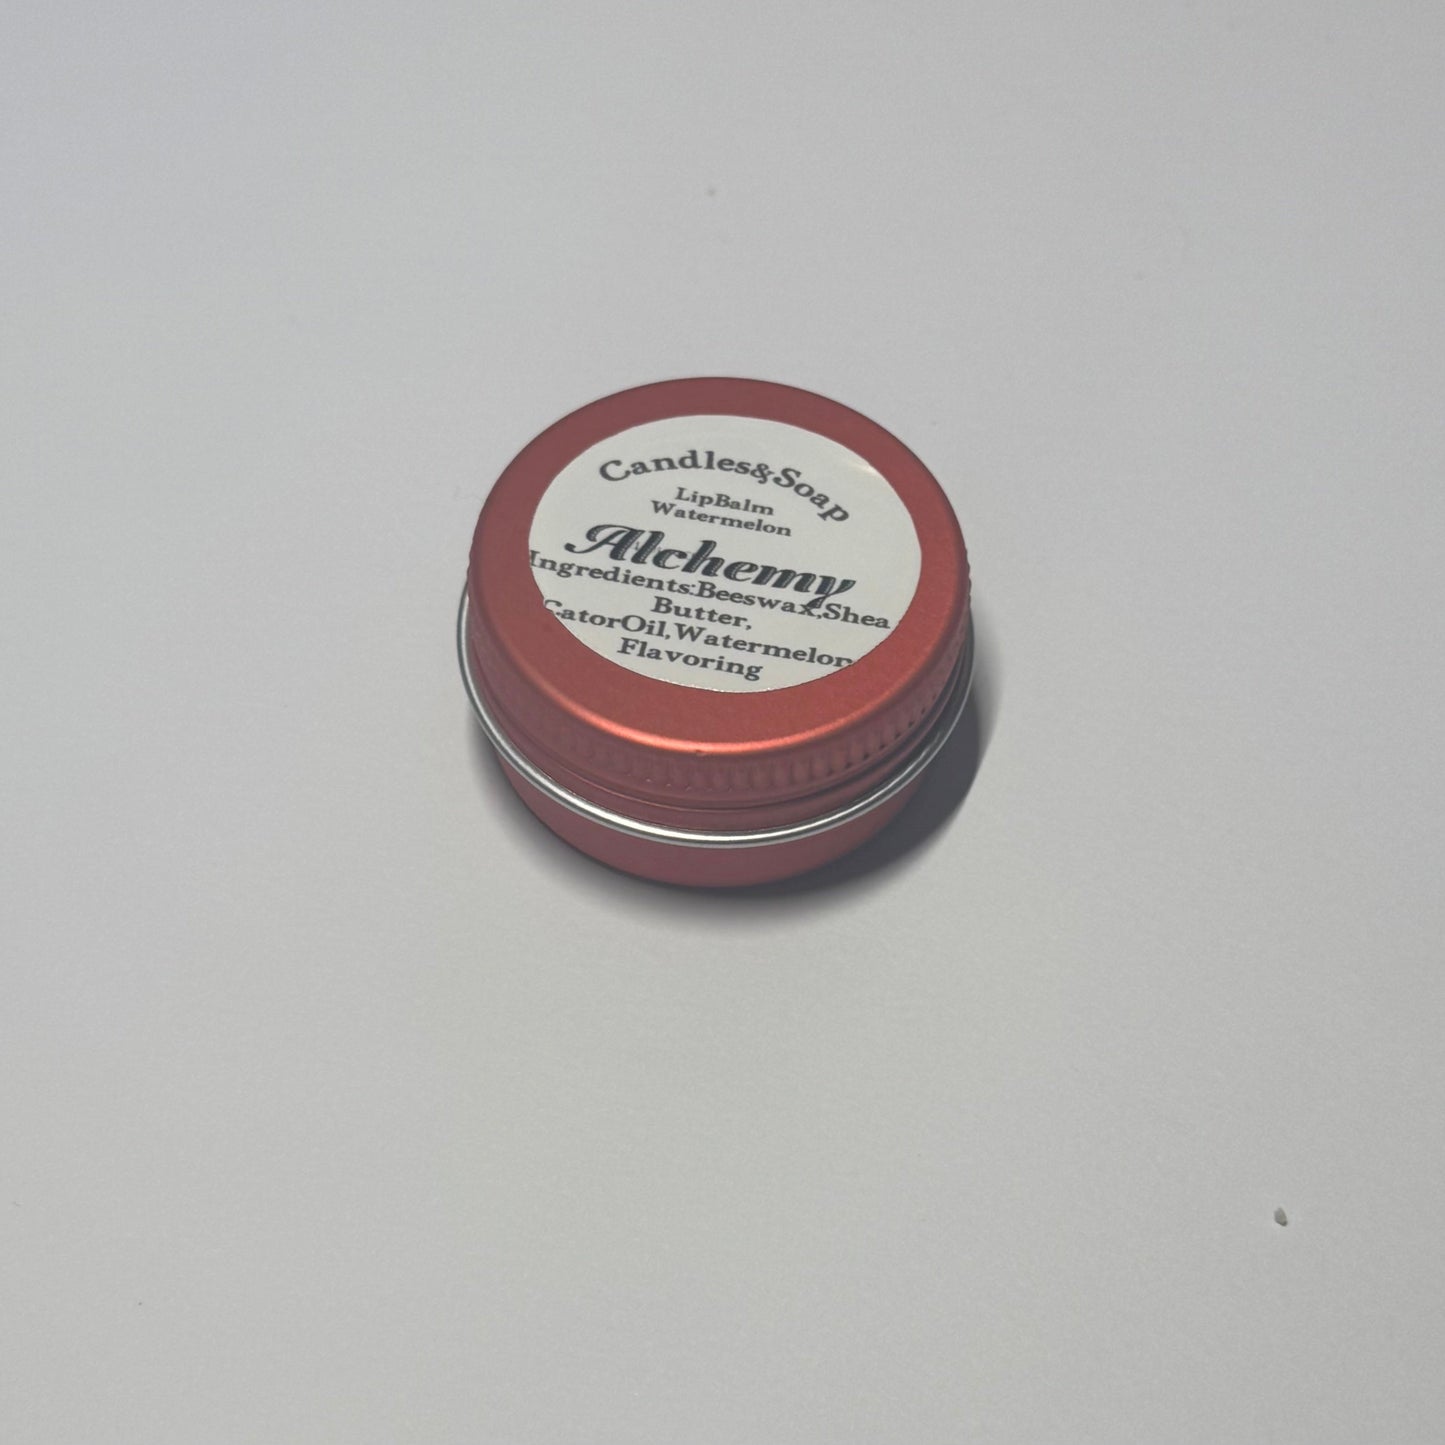 Candles&Soap
LipBalm
Watermelon
Alchemy
Ingredients:Beeswax,Shea
Butter,
CatorOil,Watermelon
Flavoring